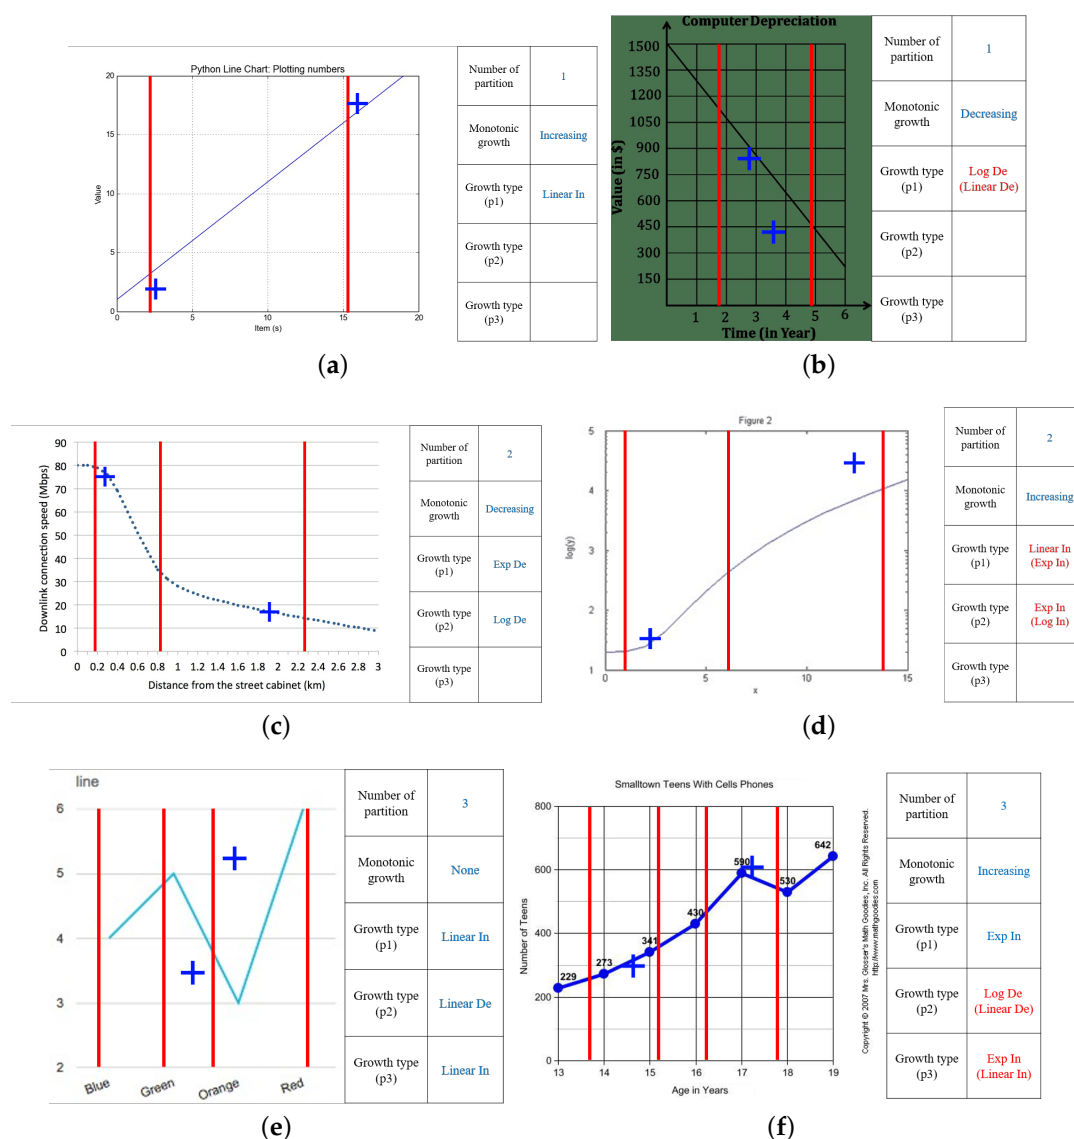 Python Line Chart: Plotting numbers
20
15
10
5
0
Value
0 5 10 15 20
Item (s)
Number of
partition
1
Monotonic
growth
Increasing
Growth type
(p1)
Linear In
Growth type
(p2)
Growth type
(p3)
(a)
Computer Depreciation
1500
1350
1200
1050
900
750
600
450
300
150
Value (in $)
1 2 3 4 5 6
Time (in Year)
Number of
partition
1
Monotonic
growth
Decreasing
Growth type
(p1)
Log De
(Linear De)
Growth type
(p2)
Growth type
(p3)
(b)
90
80
70
60
50
40
30
20
10
0
Downlink connection speed (Mbps)
0 0.2 0.4 0.6 0.8 1 1.2 1.4 1.6 1.8 2 2.2 2.4 2.6 2.8 3
Distance from the street cabinet (km)
Number of
partition
2
Monotonic
growth
Decreasing
Growth type
(p1)
Exp De
Growth type
(p2)
Log De
Growth type
(p3)
(c)
Figure 2
5
4
3
2
1
log(y)
0 5 10 15
x
Number of
partition
2
Monotonic
growth
Increasing
Growth type
(p1)
Linear In
(Exp In)
Growth type
(p2)
Exp In
(Log In)
Growth type
(p3)
(d)
line
6
5
4
3
2
Blue Green Orange Red
Number of
partition
3
Monotonic
growth
None
Growth type
(p1)
Linear In
Growth type
(p2)
Linear De
Growth type
(p3)
Linear In
(e)
Smalltown Teens With Cells Phones
800
600
400
200
0
Number of Teens
229
273
341
430
590
530
642
13 14 15 16 17 18 19
Age in Years
Copyright © 2007 Mrs. Glosser's Math Goodies, Inc. All Rights Reserved.
http://www.mathgoodies.com
Number of
partition
3
Monotonic
growth
Increasing
Growth type
(p1)
Exp In
Growth type
(p2)
Log De
(Linear De)
Growth type
(p3)
Exp In
(Linear In)
(f)